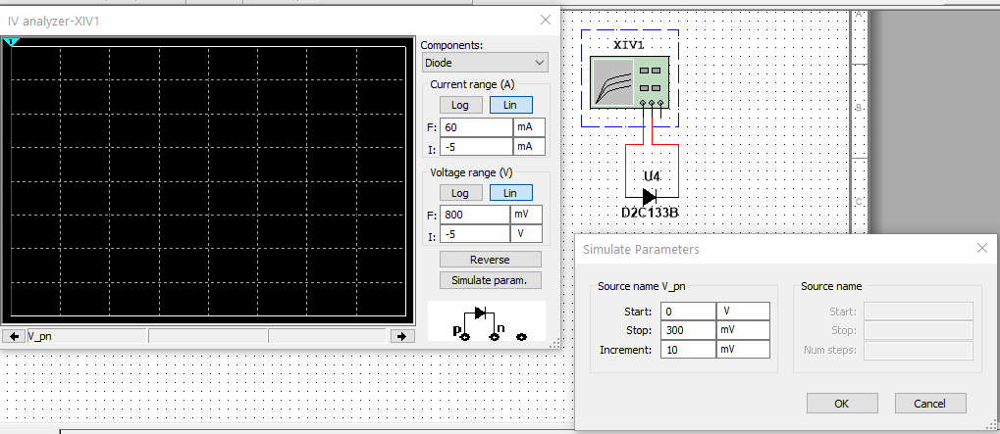 IV analyzer-XIV1
1
Components:
Diode
Current range (A)
Log Lin
F: 60 mA
I: -5 mA
Voltage range (V)
Log Lin
F: 800 mV
I: -5 V
Reverse
Simulate param.
p n
V_pn
XIV1
U4
D2C133B
A
B
C
Simulate Parameters
Source name V_pn
Start: 0 V
Stop: 300 mV
Increment: 10 mV
Source name
Start:
Stop:
Num steps:
OK Cancel